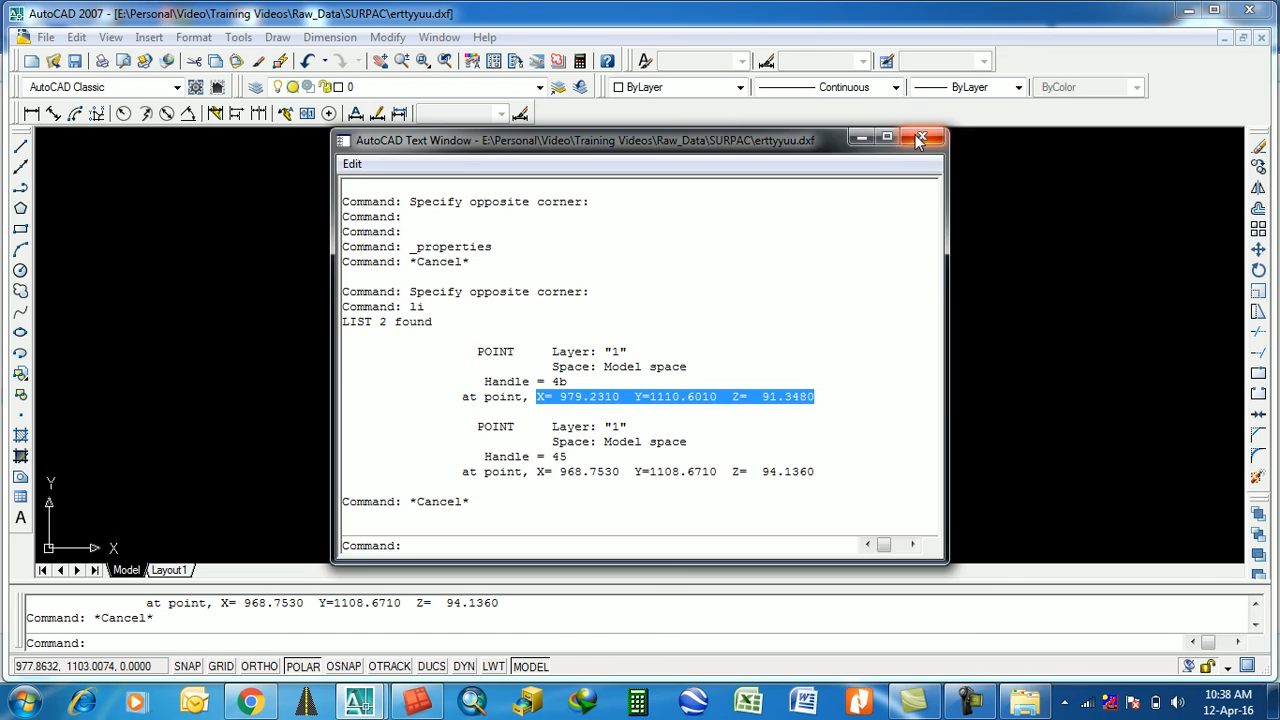 AutoCAD 2007 - [E:\Personal\Video\Training Videos\Raw_Data\SURPAC\erttyyuu.dxf]
File Edit View Insert Format Tools Draw Dimension Modify Window Help
AutoCAD Classic 0 ByLayer Continuous ByLayer ByColor
AutoCAD Text Window - E:\Personal\Video\Training Videos\Raw_Data\SURPAC\erttyyuu.dxf
Edit
Command: Specify opposite corner:
Command:
Command:
Command: _properties
Command: *Cancel*
Command: Specify opposite corner:
Command: li
LIST 2 found
POINT Layer: "1"
Space: Model space
Handle = 4b
at point, X= 979.2310 Y=1110.6010 Z= 91.3480
POINT Layer: "1"
Space: Model space
Handle = 45
at point, X= 968.7530 Y=1108.6710 Z= 94.1360
Command: *Cancel*
Command:
Y
X
A
Model Layout1
at point, X= 968.7530 Y=1108.6710 Z= 94.1360
Command: *Cancel*
Command:
977.8632, 1103.0074, 0.0000 SNAP GRID ORTHO POLAR OSNAP OTRACK DUCS DYN LWT MODEL
10:38 AM
12-Apr-16